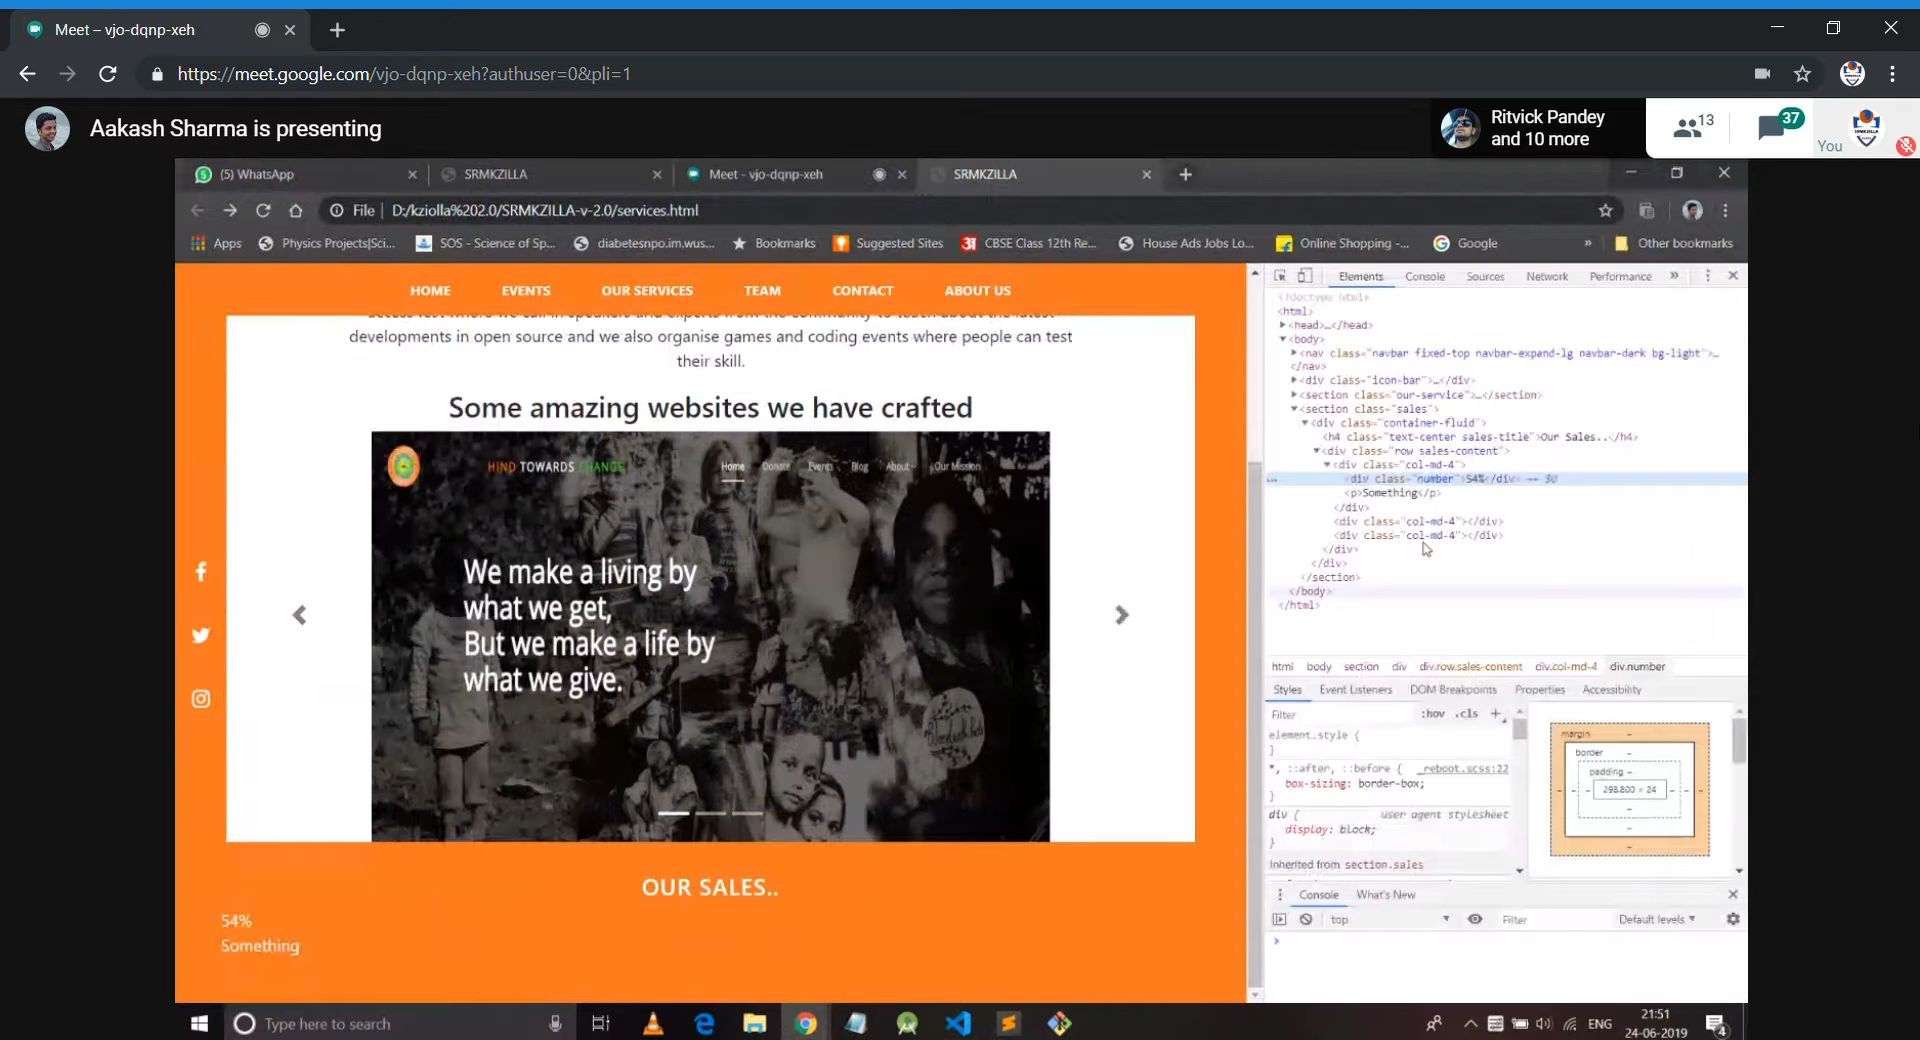 Meet – vjo-dqnp-xeh
https://meet.google.com/vjo-dqnp-xeh?authuser=0&pli=1
Aakash Sharma is presenting
Ritvick Pandey
and 10 more
13
37
You
(5) WhatsApp
SRMKZILLA
Meet - vjo-dqnp-xeh
SRMKZILLA
File | D:/kziolla%202.0/SRMKZILLA-v-2.0/services.html
Apps
Physics Projects|Sci...
SOS - Science of Sp...
diabetesnpo.im.wus...
Bookmarks
Suggested Sites
31
CBSE Class 12th Re...
House Ads Jobs Lo...
Online Shopping -...
Google
»
Other bookmarks
HOME
EVENTS
OUR SERVICES
TEAM
CONTACT
ABOUT US
developments in open source and we also organise games and coding events where people can test
their skill.
Some amazing websites we have crafted
HIND TOWARDS CHANGE
Home
Donate
Events
Blog
About
Our Mission
We make a living by
what we get,
But we make a life by
what we give.
OUR SALES..
54%
Something
Elements
Console
Sources
Network
Performance
»
<!doctype html>
<html>
<head>…</head>
<body>
<nav class="navbar fixed-top navbar-expand-lg navbar-dark bg-light">…
</nav>
<div class="icon-bar">…</div>
<section class="our-service">…</section>
<section class="sales">
<div class="container-fluid">
<h4 class="text-center sales-title">Our Sales..</h4>
<div class="row sales-content">
<div class="col-md-4">
<div class="number">54%</div> == $0
<p>Something</p>
</div>
<div class="col-md-4"></div>
<div class="col-md-4"></div>
</div>
</div>
</section>
</body>
</html>
html
body
section
div
div.row.sales-content
div.col-md-4
div.number
Styles
Event Listeners
DOM Breakpoints
Properties
Accessibility
Filter
:hov .cls +
element.style {
}
*, ::after, ::before {
_reboot.scss:22
box-sizing: border-box;
}
div {
user agent stylesheet
display: block;
}
Inherited from section.sales
margin –
border –
padding –
298.800 × 24
Console
What's New
top
Filter
Default levels
Type here to search
ENG
21:51
24-06-2019
4